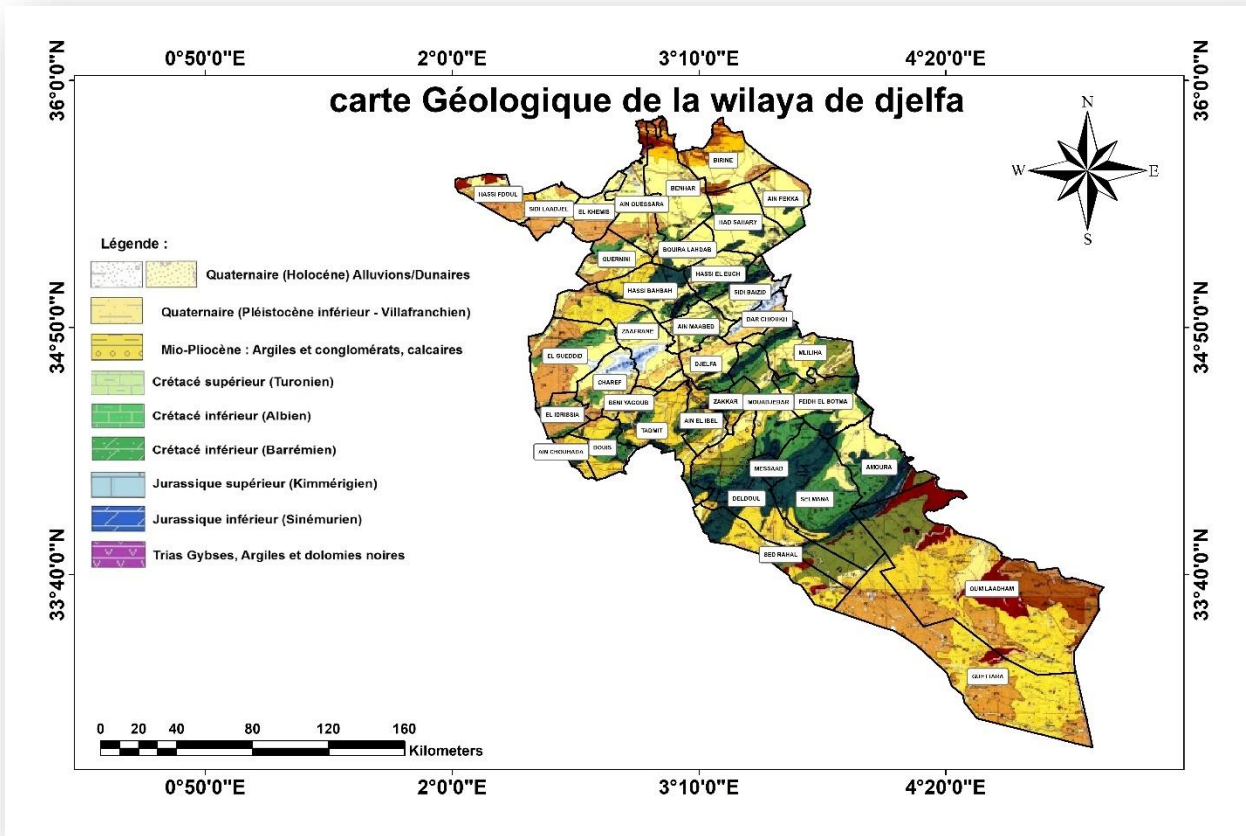 0°50'0"E 2°0'0"E 3°10'0"E 4°20'0"E
36°0'0"N
36°0'0"N
carte Géologique de la wilaya de djelfa
N
W E
S
BIRINE
BENHAR
HASSI FDOUL
AIN FEKKA
SIDI LAADJEL
EL KHEMIS
AIN OUESSARA
HAD SAHARY
Légende :
BOUIRA LAHDAB
GUERNINI
Quaternaire (Holocéne) Alluvions/Dunaires
HASSI EL EUCH
HASSI BAHBAH
SIDI BAIZID
Quaternaire (Pléistocène inférieur - Villafranchien)
DAR CHOUIKH
34°50'0"N
34°50'0"N
ZAAFRANE
AIN MAABED
Mio-Pliocène : Argiles et conglomérats, calcaires
EL GUEDDID
MLILIHA
DJELFA
Crétacé supérieur (Turonien)
CHAREF
BENI YAGOUB
ZAKKAR
MOUADJEBAR
FEIDH EL BOTMA
Crétacé inférieur (Albien)
EL IDRISSIA
AIN EL IBEL
TADMIT
Crétacé inférieur (Barrémien)
AIN CHOUHADA
DOUIS
MESSAAD
AMOURA
Jurassique supérieur (Kimmérigien)
DELDOUL
SELMANA
Jurassique inférieur (Sinémurien)
Trias Gybses, Argiles et dolomies noires
SED RAHAL
33°40'0"N
33°40'0"N
OUM LAADHAM
GUETTARA
0 20 40 80 120 160
Kilometers
0°50'0"E 2°0'0"E 3°10'0"E 4°20'0"E